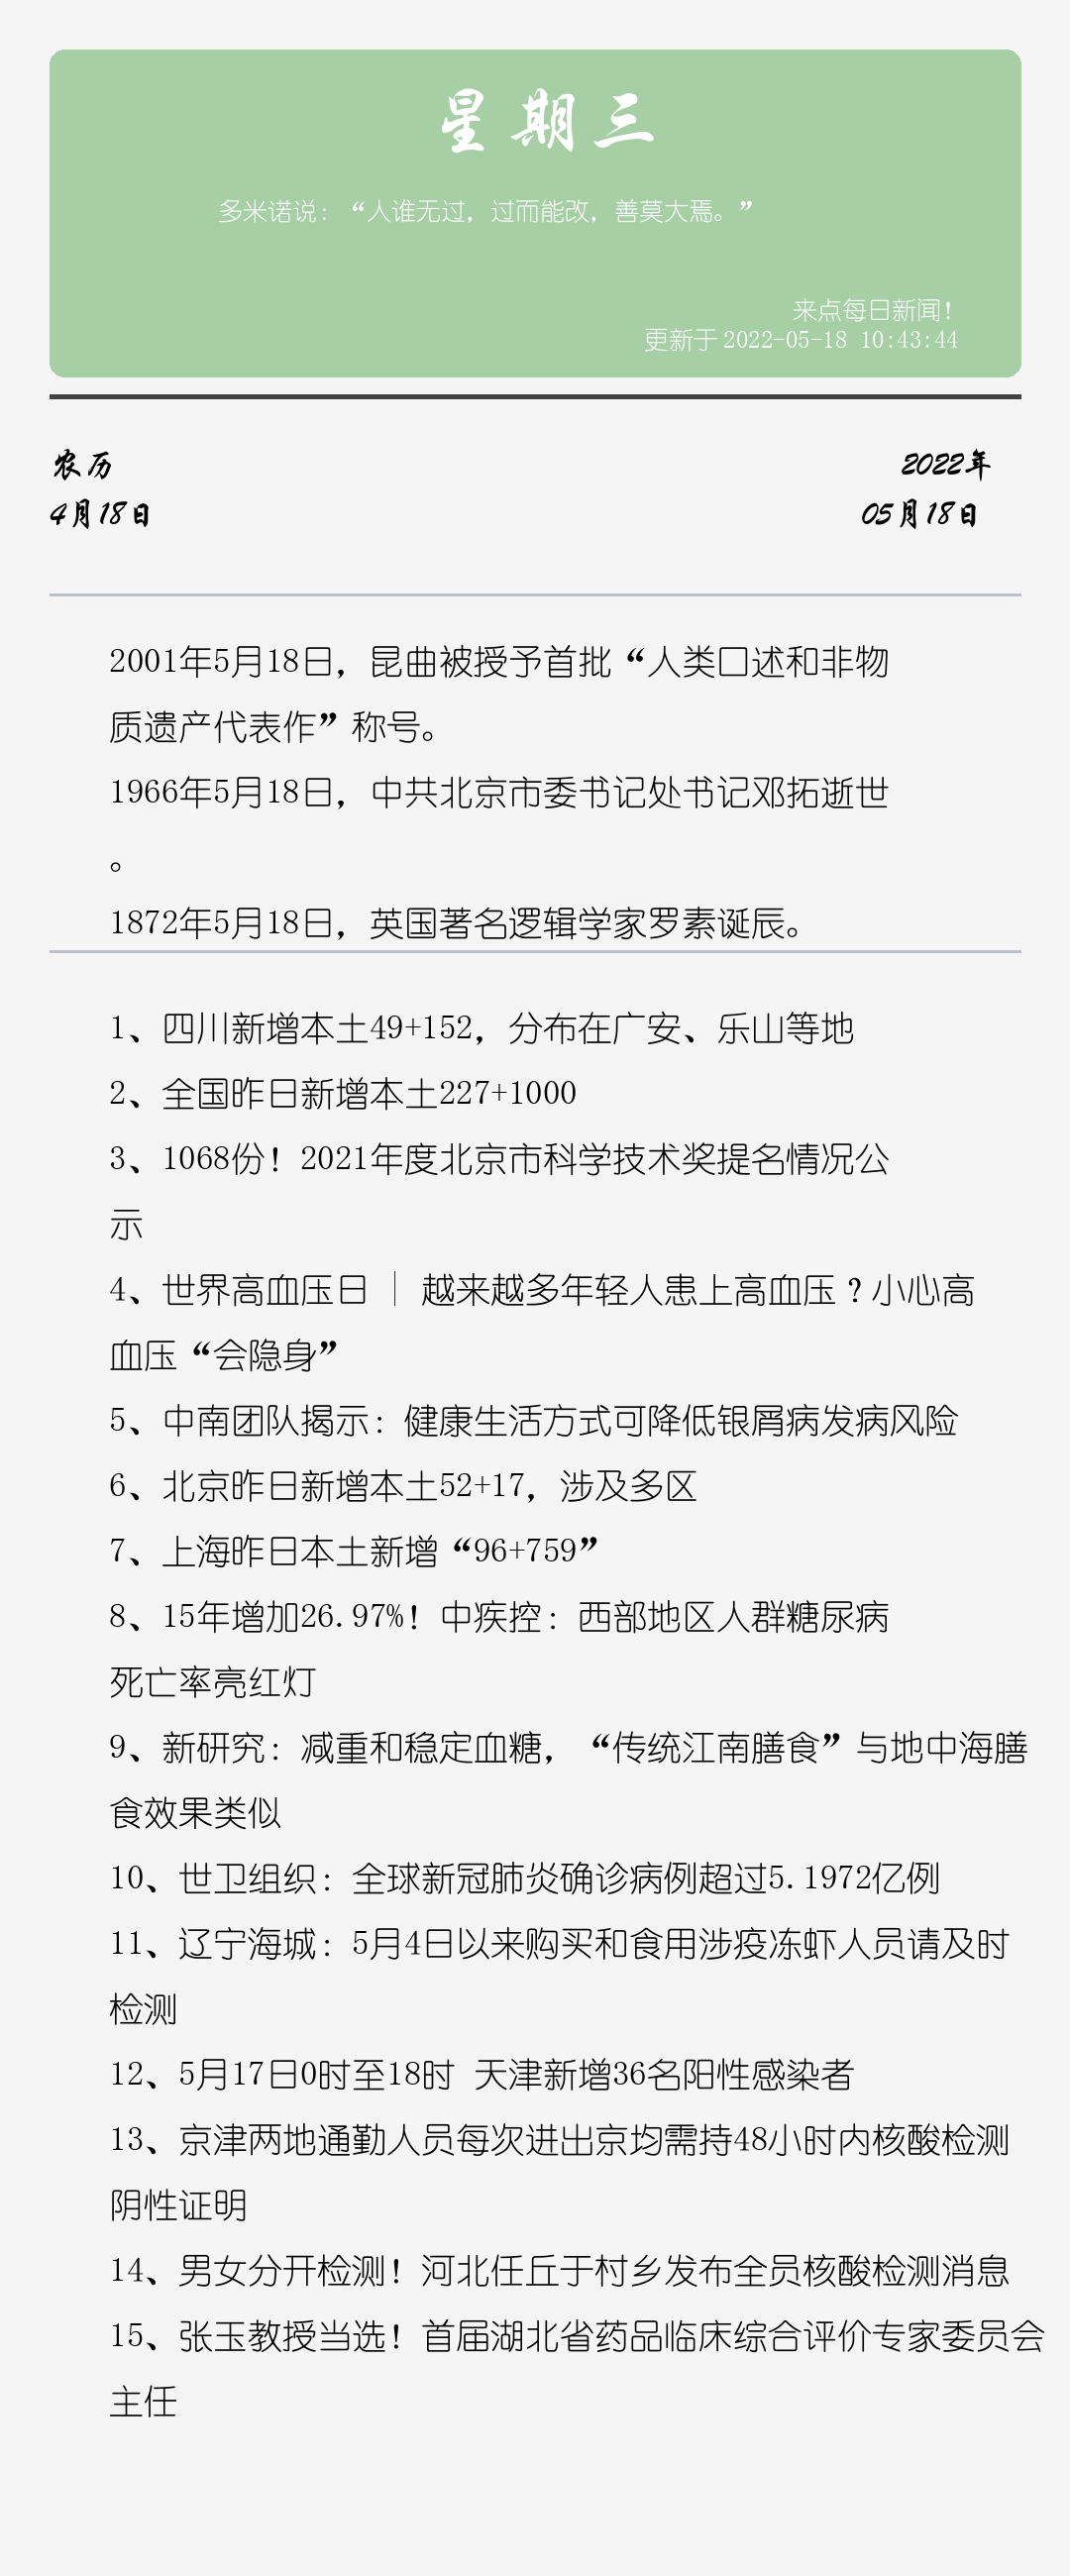 星期三
多米诺说：“人谁无过，过而能改，善莫大焉。”
来点每日新闻！
更新于 2022-05-18 10:43:44
农历
2022年
4月18日
05月18日
2001年5月18日，昆曲被授予首批“人类口述和非物
质遗产代表作”称号。
1966年5月18日，中共北京市委书记处书记邓拓逝世
。
1872年5月18日，英国著名逻辑学家罗素诞辰。
1、四川新增本土49+152，分布在广安、乐山等地
2、全国昨日新增本土227+1000
3、1068份！2021年度北京市科学技术奖提名情况公
示
4、世界高血压日 | 越来越多年轻人患上高血压？小心高
血压“会隐身”
5、中南团队揭示：健康生活方式可降低银屑病发病风险
6、北京昨日新增本土52+17，涉及多区
7、上海昨日本土新增“96+759”
8、15年增加26.97%！中疾控：西部地区人群糖尿病
死亡率亮红灯
9、新研究：减重和稳定血糖，“传统江南膳食”与地中海膳
食效果类似
10、世卫组织：全球新冠肺炎确诊病例超过5.1972亿例
11、辽宁海城：5月4日以来购买和食用涉疫冻虾人员请及时
检测
12、5月17日0时至18时 天津新增36名阳性感染者
13、京津两地通勤人员每次进出京均需持48小时内核酸检测
阴性证明
14、男女分开检测！河北任丘于村乡发布全员核酸检测消息
15、张玉教授当选！首届湖北省药品临床综合评价专家委员会
主任